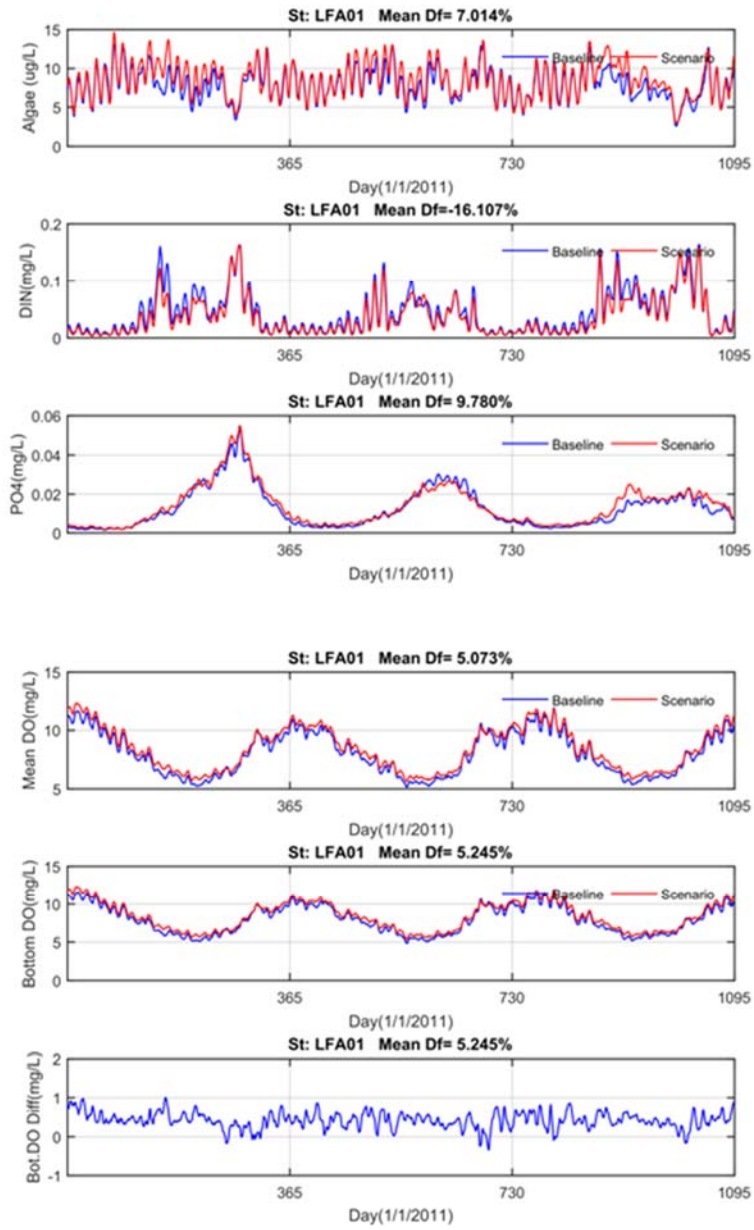 St: LFA01 Mean Df= 7.014%
15
10
5
0
Algae (ug/L)
Baseline Scenario
365 730 1095
Day(1/1/2011)
St: LFA01 Mean Df=-16.107%
0.2
0.1
0
DIN(mg/L)
Baseline Scenario
365 730 1095
Day(1/1/2011)
St: LFA01 Mean Df= 9.780%
0.06
0.04
0.02
0
PO4(mg/L)
Baseline Scenario
365 730 1095
Day(1/1/2011)
St: LFA01 Mean Df= 5.073%
15
10
5
Mean DO(mg/L)
Baseline Scenario
365 730 1095
Day(1/1/2011)
St: LFA01 Mean Df= 5.245%
15
10
5
0
Bottom DO(mg/L)
Baseline Scenario
365 730 1095
Day(1/1/2011)
St: LFA01 Mean Df= 5.245%
2
1
0
-1
Bot.DO Diff(mg/L)
365 730 1095
Day(1/1/2011)